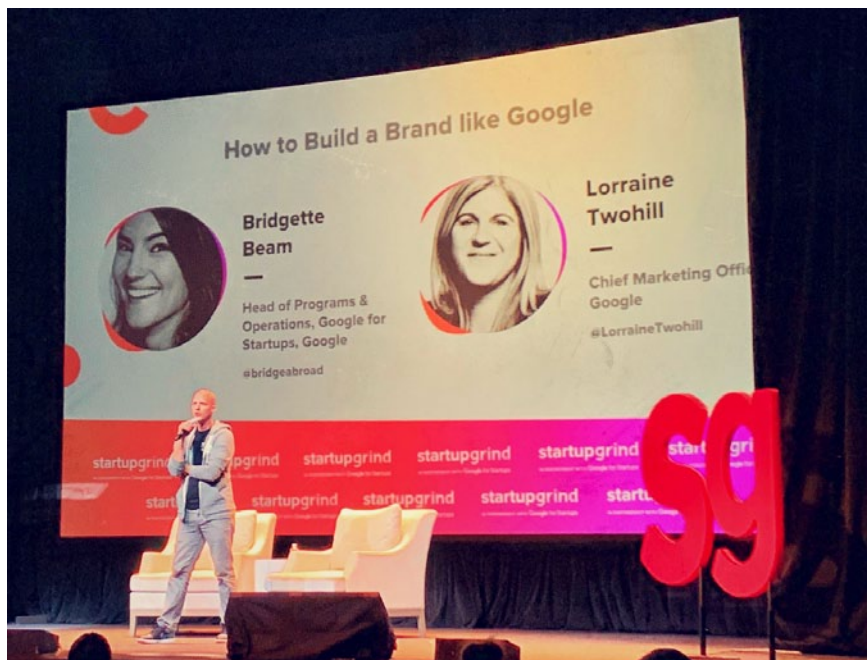 How to Build a Brand like Google
Bridgette
Beam
Head of Programs &
Operations, Google for
Startups, Google
@bridgeabroad
Lorraine
Twohill
Chief Marketing Offic
Google
@LorraineTwohill
startupgrind startupgrind startupgrind startupgrind
startupgrind startupgrind startupgrind
sg